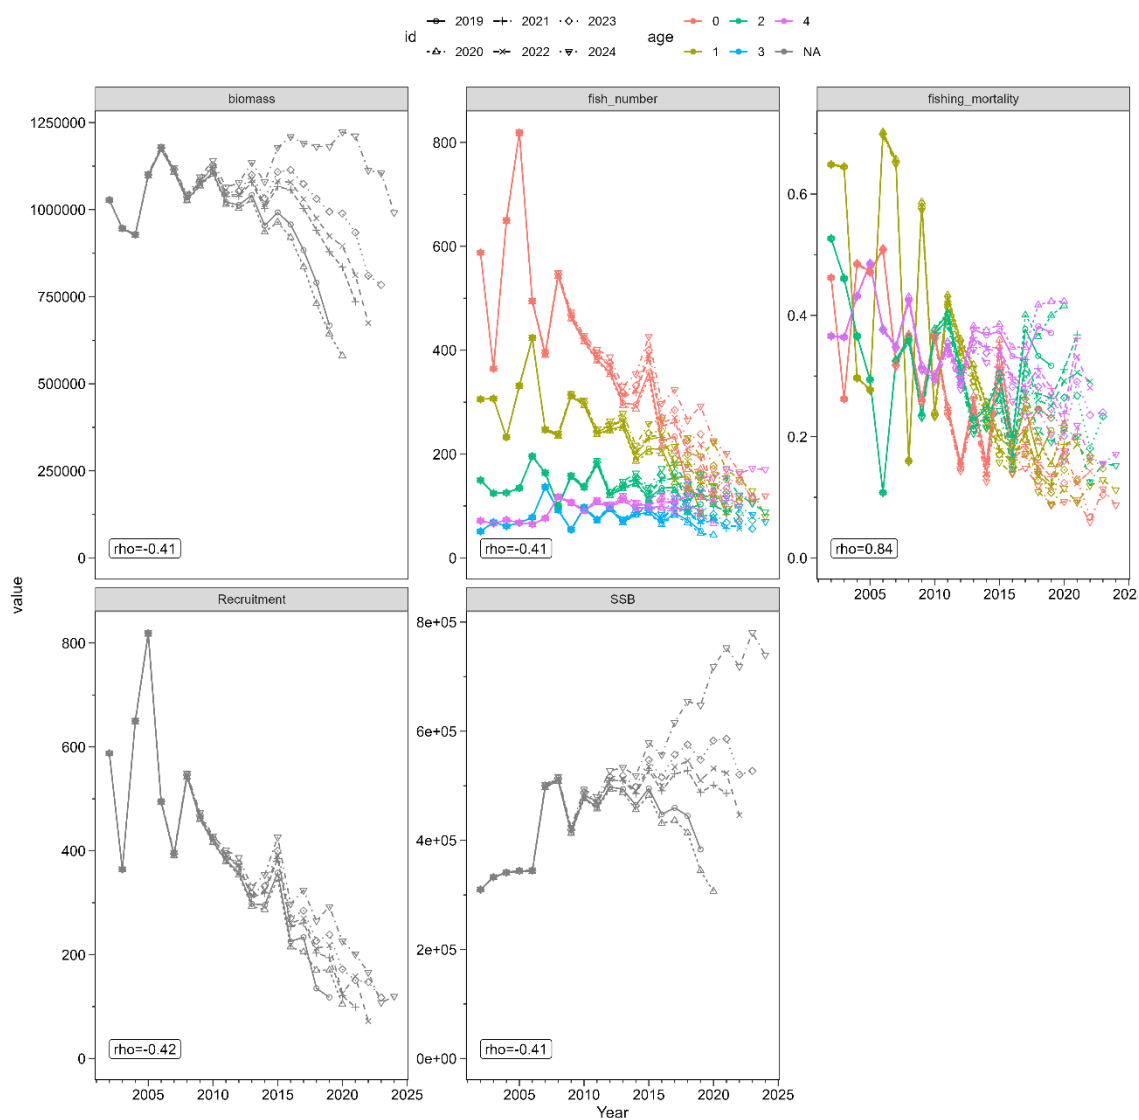 id
2019 2021 2023
2020 2022 2024
age
0 2 4
1 3 NA
biomass
fish_number
fishing_mortality
1250000
1000000
750000
500000
250000
0
rho=-0.41
800
600
400
200
0
rho=-0.41
0.6
0.4
0.2
0.0
rho=0.84
2005 2010 2015 2020 202
value
Recruitment
SSB
800
600
400
200
0
rho=-0.42
2005 2010 2015 2020 2025
8e+05
6e+05
4e+05
2e+05
0e+00
rho=-0.41
2005 2010 2015 2020 2025
Year